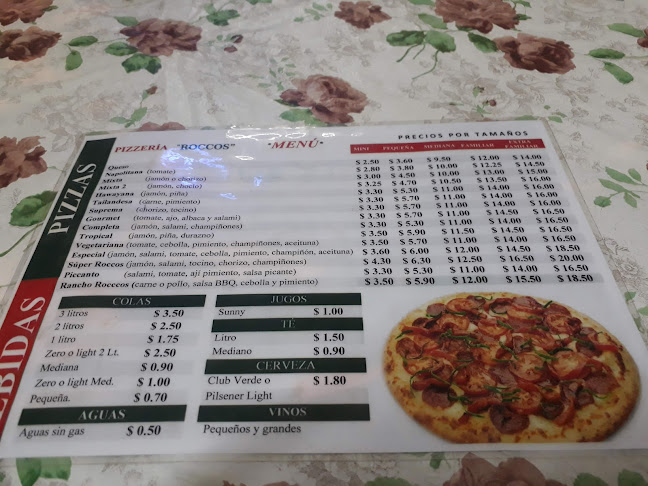 PIZZAS
PIZZERÍA "ROCCOS" "MENÚ"
PRECIOS POR TAMAÑOS
MINI PEQUEÑA MEDIANA FAMILIAR EXTRA FAMILIAR
Queso $ 2.50 $ 3.60 $ 9.50 $ 12.00 $ 14.00
Napolitana (tomate) $ 2.80 $ 3.80 $ 10.00 $ 12.25 $ 14.50
Mixta (jamón o chorizo) $ 3.00 $ 4.50 $ 10.00 $ 13.00 $ 15.00
Mixta 2 (jamón, choclo) $ 3.25 $ 4.70 $ 10.50 $ 13.50 $ 16.00
Hawayana (jamón, piña) $ 3.30 $ 5.30 $ 11.00 $ 14.00 $ 16.00
Tailandesa (carne, pimiento) $ 3.30 $ 5.70 $ 11.00 $ 14.00 $ 16.00
Suprema (chorizo, tocino) $ 3.30 $ 5.70 $ 11.00 $ 14.00 $ 16.00
Gourmet (tomate, ajo, albaca y salami) $ 3.30 $ 5.70 $ 11.00 $ 14.50 $ 16.50
Completa (jamón, salami, champiñones) $ 3.30 $ 5.30 $ 11.00 $ 14.00 $ 16.50
Tropical (jamón, piña, durazno) $ 3.50 $ 5.90 $ 11.50 $ 14.50 $ 16.50
Vegetariana (tomate, cebolla, pimiento, champiñones, aceituna) $ 3.50 $ 5.70 $ 11.00 $ 14.00 $ 16.50
Especial (jamón, salami, tomate, cebolla, pimiento, champiñones, aceituna) $ 3.60 $ 6.00 $ 12.00 $ 14.50 $ 18.50
Súper Roccos (jamón, salami, tocino, chorizo, champiñones) $ 4.30 $ 6.30 $ 12.50 $ 16.50 $ 20.00
Picanto (salami, tomate, ají pimiento, salsa picante) $ 3.30 $ 5.30 $ 11.00 $ 14.00 $ 16.50
Rancho Rocccos (carne o pollo, salsa BBQ, cebolla y pimiento) $ 3.50 $ 5.90 $ 12.00 $ 15.50 $ 18.50
EBIDAS
COLAS
3 litros $ 3.50
2 litros $ 2.50
1 litro $ 1.75
Zero o light 2 Lt. $ 2.50
Mediana $ 0.90
Zero o light Med. $ 1.00
Pequeña. $ 0.70
AGUAS
Aguas sin gas $ 0.50
JUGOS
Sunny $ 1.00
TÉ
Litro $ 1.50
Mediano $ 0.90
CERVEZA
Club Verde o $ 1.80
Pilsener Light
VINOS
Pequeños y grandes